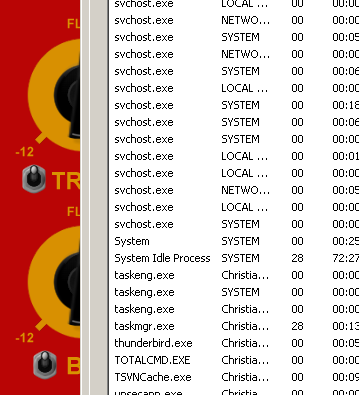 svchost.exe LOCAL ... 00 00:00
svchost.exe NETWO... 00 00:00
svchost.exe SYSTEM 00 00:05
svchost.exe NETWO... 00 00:00
svchost.exe SYSTEM 00 00:06
svchost.exe LOCAL ... 00 00:00
svchost.exe SYSTEM 00 00:18
svchost.exe SYSTEM 00 00:06
svchost.exe SYSTEM 00 00:00
svchost.exe LOCAL ... 00 00:01
svchost.exe LOCAL ... 00 00:00
svchost.exe NETWO... 00 00:05
svchost.exe LOCAL ... 00 00:00
svchost.exe SYSTEM 00 00:00
System SYSTEM 00 00:25
System Idle Process SYSTEM 28 72:27
taskeng.exe Christia... 00 00:00
taskeng.exe SYSTEM 00 00:00
taskeng.exe Christia... 00 00:00
taskmgr.exe Christia... 28 00:13
thunderbird.exe Christia... 00 00:05
TOTALCMD.EXE Christia... 00 00:00
TSVNCache.exe Christia... 00 00:09
FL
-12
TR
FL
-12
B